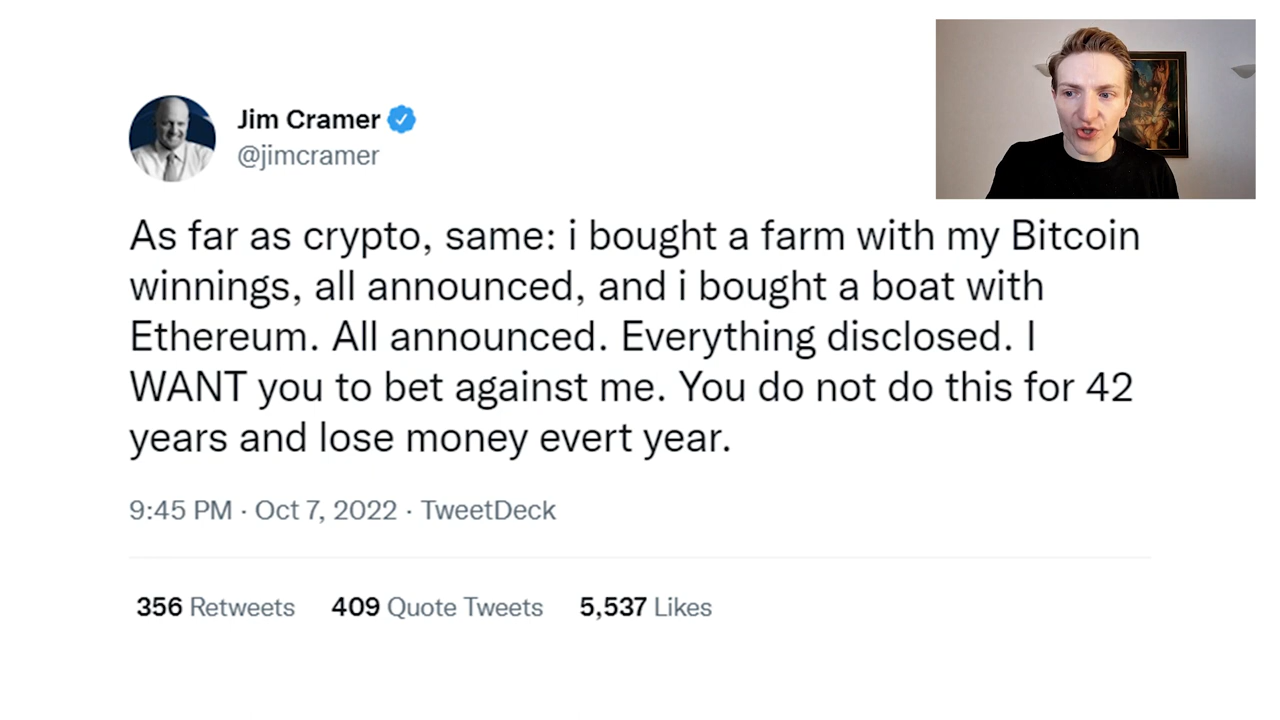 Jim Cramer
@jimcramer
As far as crypto, same: i bought a farm with my Bitcoin
winnings, all announced, and i bought a boat with
Ethereum. All announced. Everything disclosed. I
WANT you to bet against me. You do not do this for 42
years and lose money evert year.
9:45 PM · Oct 7, 2022 · TweetDeck
356 Retweets 409 Quote Tweets 5,537 Likes